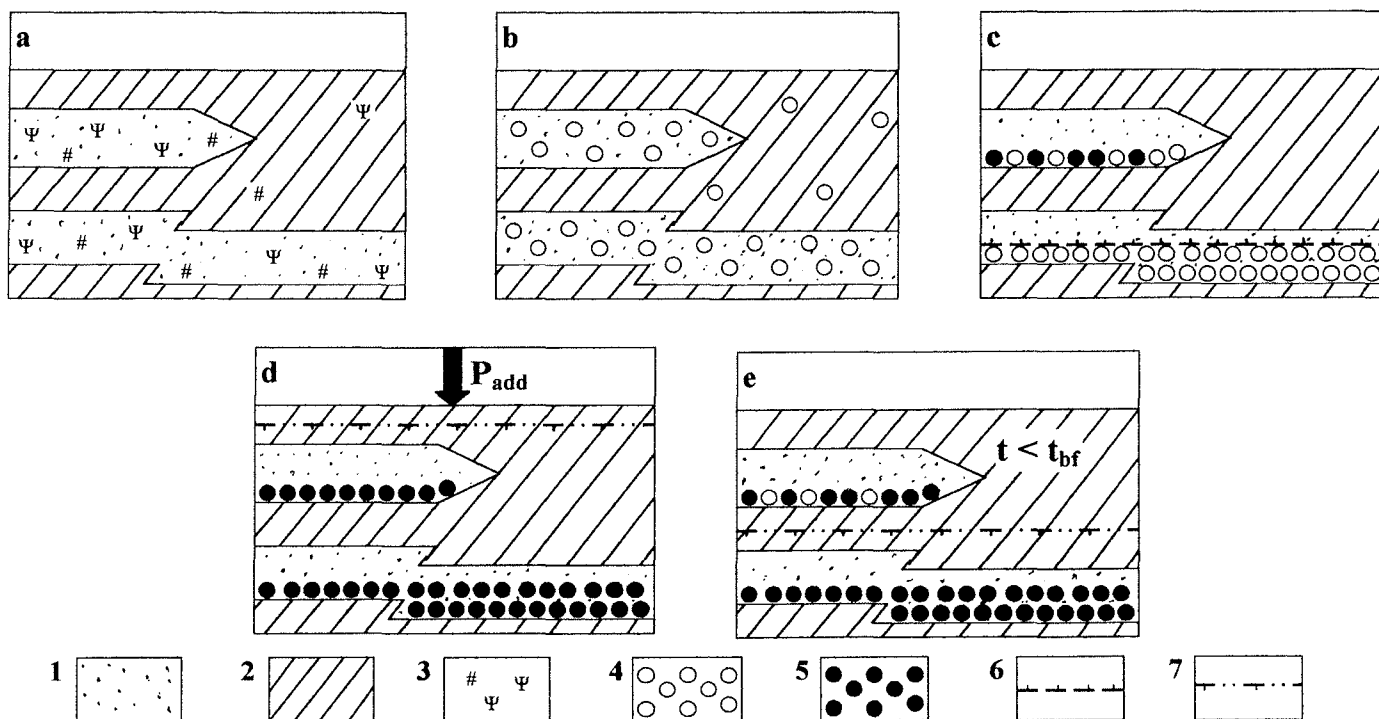 a
b
c
Ψ Ψ # Ψ # Ψ
#
Ψ # Ψ # Ψ # Ψ
d P_add
e t < t_bf
1 2 3 # Ψ Ψ 4 5 6 7